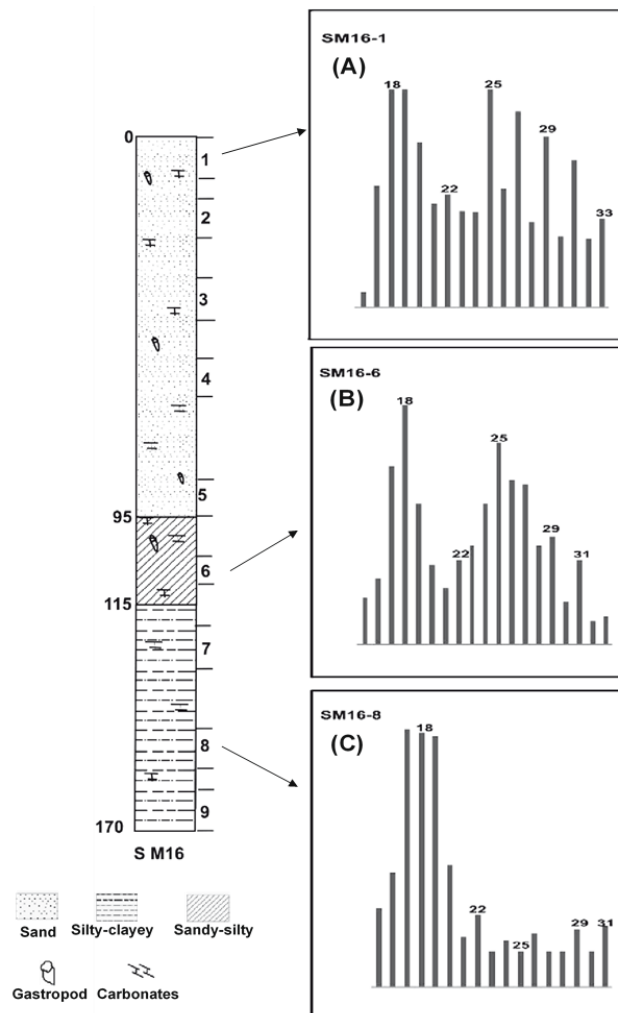 SM16-1
(A)
18
25
29
22
33
0
1
2
3
4
5
95
6
115
7
8
9
170
S M16
SM16-6
(B)
18
25
22
29
31
SM16-8
(C)
18
22
25
29
31
Sand
Silty-clayey
Sandy-silty
Gastropod
Carbonates